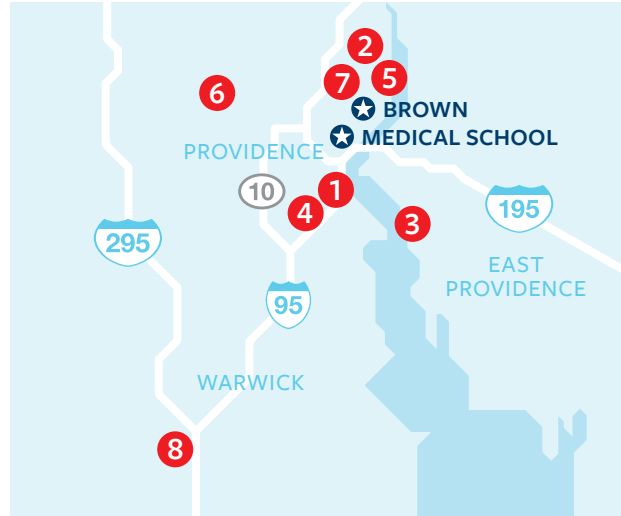 2
7
5
6
BROWN
MEDICAL SCHOOL
PROVIDENCE
10
1
4
3
195
295
EAST
PROVIDENCE
95
WARWICK
8